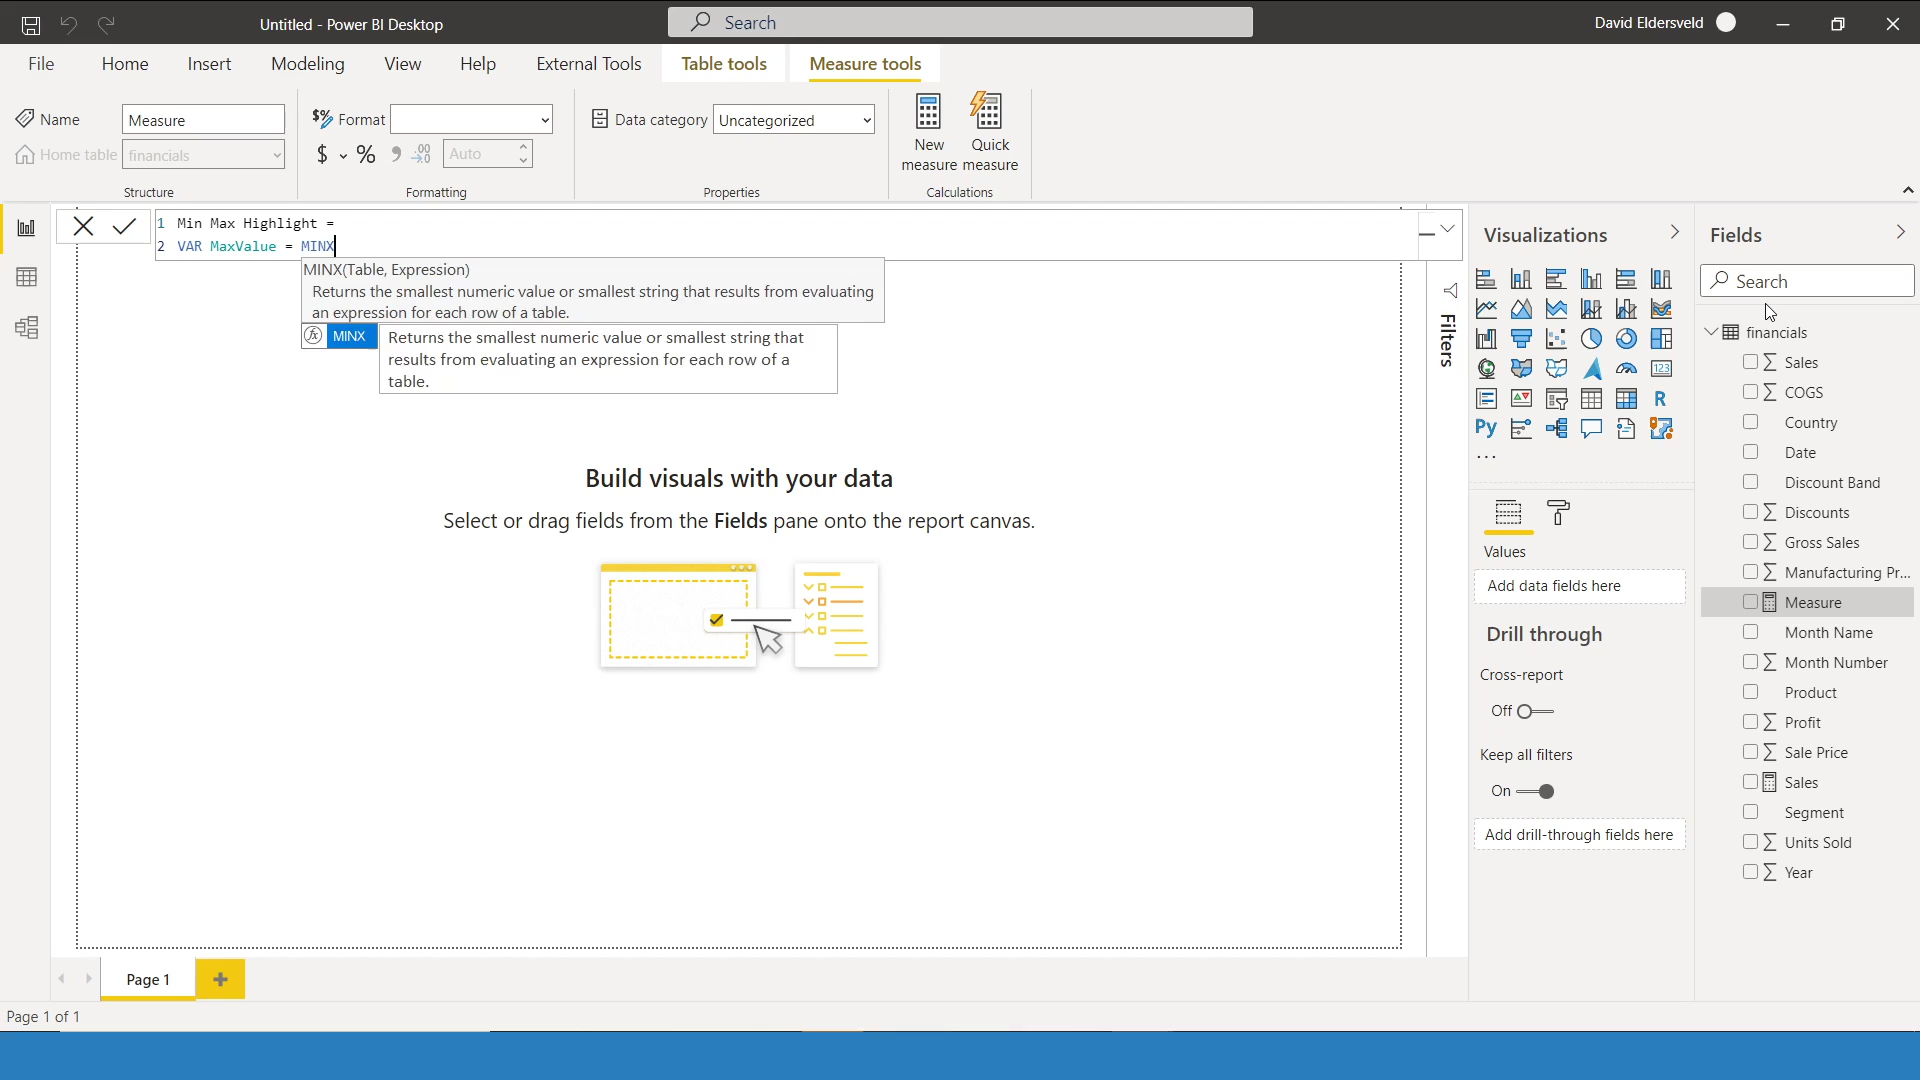 Untitled - Power BI Desktop
Search
David Eldersveld
File Home Insert Modeling View Help External Tools Table tools Measure tools
Name Measure
Home table financials
Structure
$% Format
$ % 9 .00 Auto
Formatting
Data category Uncategorized
Properties
New measure
Quick measure
Calculations
1 Min Max Highlight =
2 VAR MaxValue = MINX
MINX(Table, Expression)
Returns the smallest numeric value or smallest string that results from evaluating
an expression for each row of a table.
fx MINX
Returns the smallest numeric value or smallest string that
results from evaluating an expression for each row of a
table.
Build visuals with your data
Select or drag fields from the Fields pane onto the report canvas.
Filters
Visualizations
123
R
Py
...
Values
Add data fields here
Drill through
Cross-report
Off
Keep all filters
On
Add drill-through fields here
Fields
Search
financials
Sales
COGS
Country
Date
Discount Band
Discounts
Gross Sales
Manufacturing Pr...
Measure
Month Name
Month Number
Product
Profit
Sale Price
Sales
Segment
Units Sold
Year
Page 1
Page 1 of 1